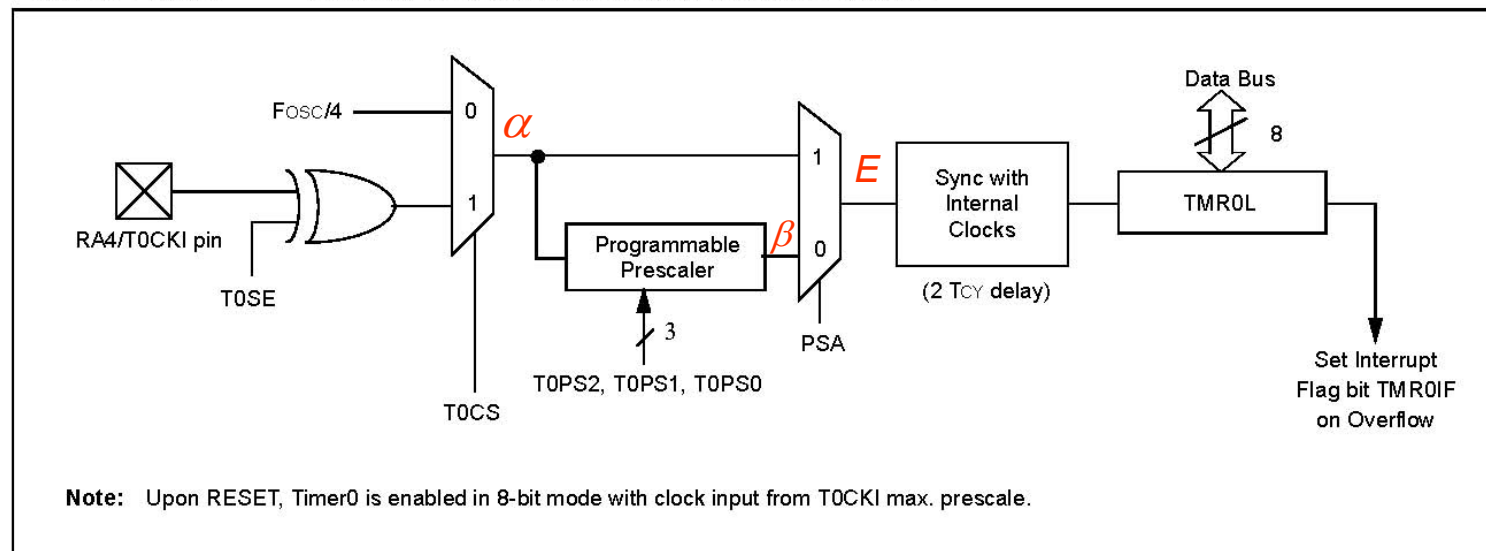 Data Bus
8
FOSC/4
0
α
1
E
Sync with
Internal
Clocks
TMR0L
RA4/T0CKI pin
1
Programmable
Prescaler
β
0
(2 TCY delay)
T0SE
3
PSA
T0PS2, T0PS1, T0PS0
T0CS
Set Interrupt
Flag bit TMR0IF
on Overflow
Note: Upon RESET, Timer0 is enabled in 8-bit mode with clock input from T0CKI max. prescale.